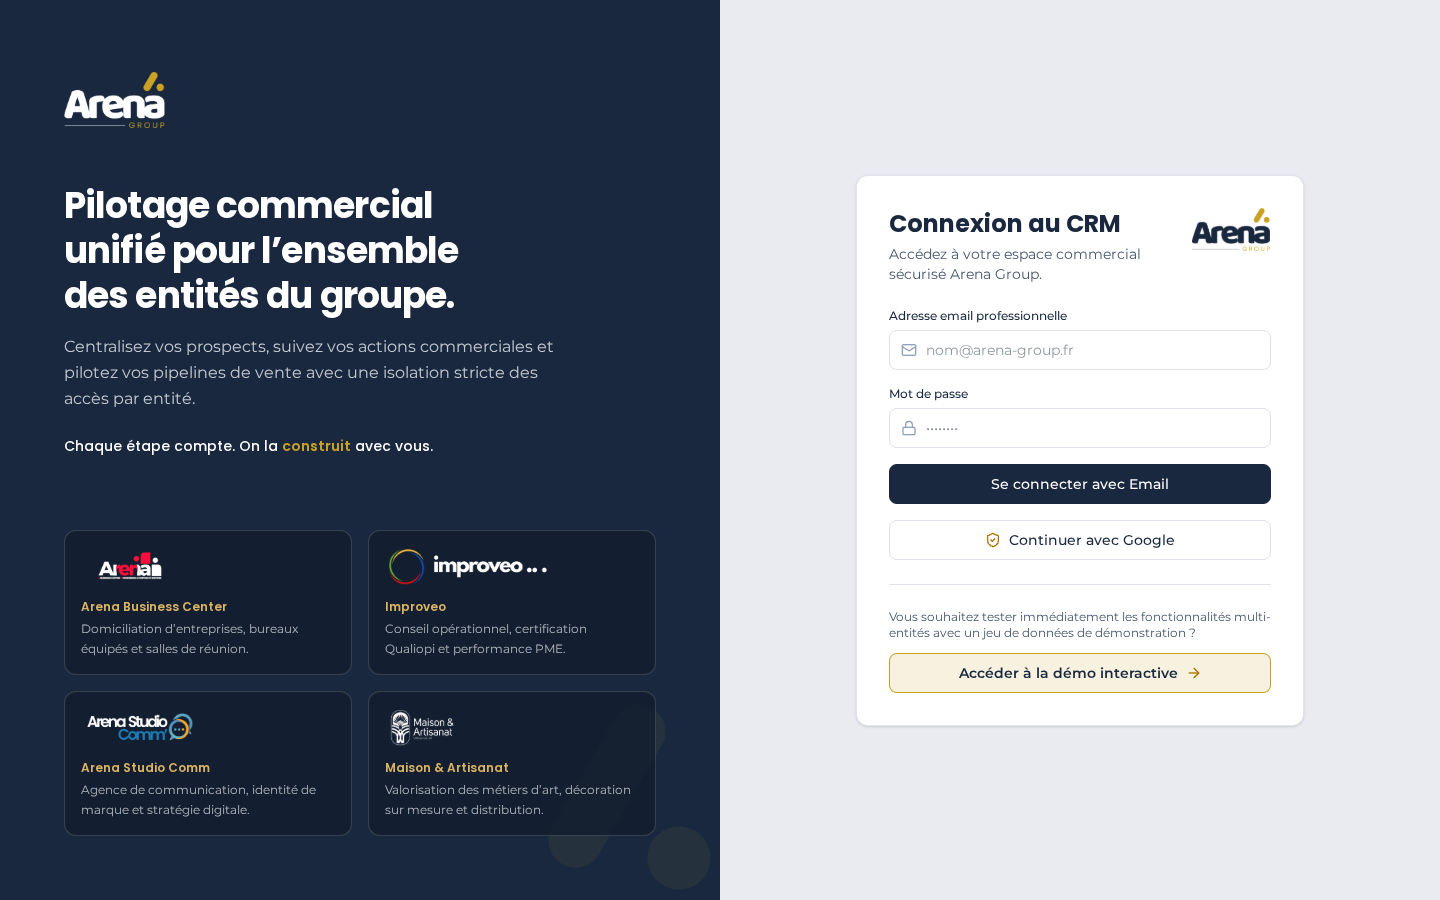 Arena
GROUP
Pilotage commercial
unifié pour l’ensemble
des entités du groupe.
Centralisez vos prospects, suivez vos actions commerciales et
pilotez vos pipelines de vente avec une isolation stricte des
accès par entité.
Chaque étape compte. On la construit avec vous.
Arena
Arena Business Center
Domiciliation d’entreprises, bureaux
équipés et salles de réunion.
improveo
Improveo
Conseil opérationnel, certification
Qualiopi et performance PME.
Arena Studio
Comm'
Arena Studio Comm
Agence de communication, identité de
marque et stratégie digitale.
Maison &
Artisanat
Maison & Artisanat
Valorisation des métiers d’art, décoration
sur mesure et distribution.
Connexion au CRM
Accédez à votre espace commercial
sécurisé Arena Group.
Arena
GROUP
Adresse email professionnelle
nom@arena-group.fr
Mot de passe
••••••••
Se connecter avec Email
Continuer avec Google
Vous souhaitez tester immédiatement les fonctionnalités multi-
entités avec un jeu de données de démonstration ?
Accéder à la démo interactive